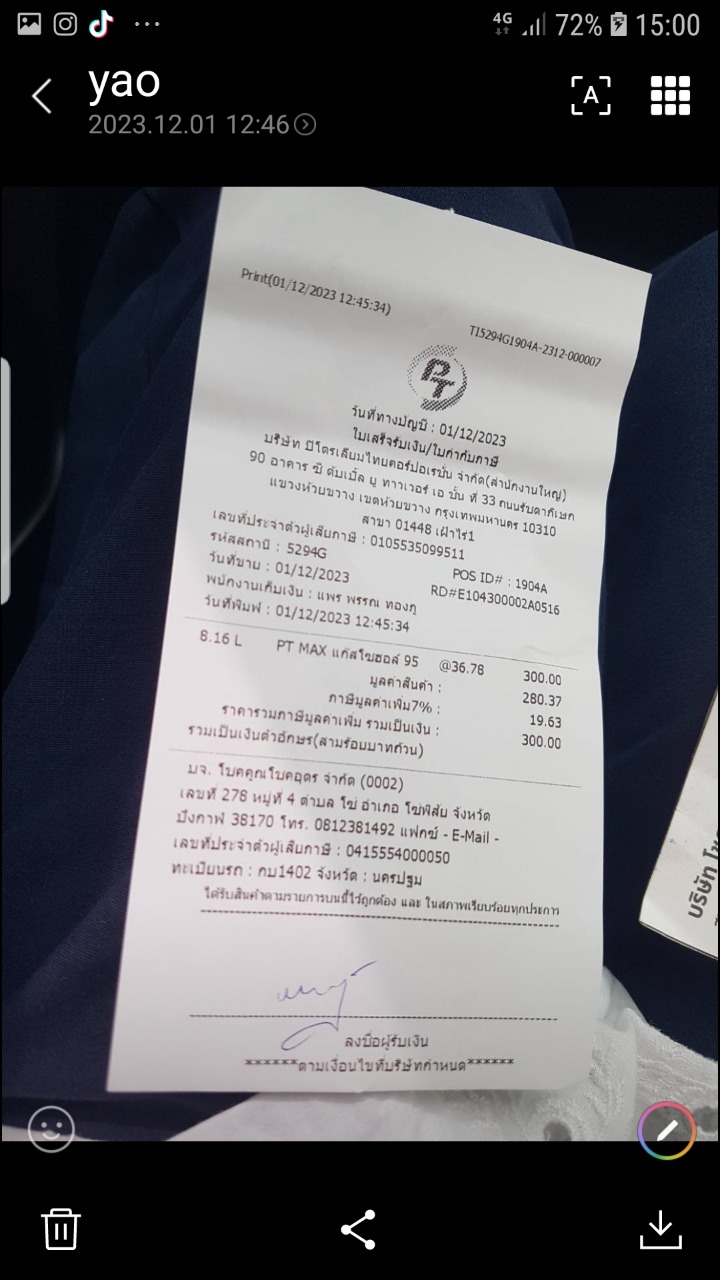 4G 72% 15:00
yao
2023.12.01 12:46
A
Print(01/12/2023 12:45:34)
TI5294G1904A-2312-000007
PT
วันที่ทางบัญชี : 01/12/2023
ใบเสร็จรับเงิน/ใบกำกับภาษี
บริษัท ปิโตรเลียมไทยคอร์ปอเรชั่น จำกัด(สำนักงานใหญ่)
90 อาคาร ซี ดับเบิ้ล ยู ทาวเวอร์ เอ ชั้น ที่ 33 ถนนรัชดาภิเษก
แขวงห้วยขวาง เขตห้วยขวาง กรุงเทพมหานคร 10310
สาขา 01448 เฝ้าไร่1
เลขที่ประจำตัวผู้เสียภาษี : 0105535099511
รหัสสถานี : 5294G POS ID# : 1904A
วันที่ขาย : 01/12/2023 RD#E104300002A0516
พนักงานเก็บเงิน : แพร พรรณ ทองภู
วันที่พิมพ์ : 01/12/2023 12:45:34
8.16 L PT MAX แก๊สโซฮอล์ 95 @36.78 300.00
มูลค่าสินค้า : 280.37
ภาษีมูลค่าเพิ่ม7% : 19.63
ราคารวมภาษีมูลค่าเพิ่ม รวมเป็นเงิน : 300.00
รวมเป็นเงินตัวอักษร(สามร้อยบาทถ้วน)
บจ. โบคคูณโบคอุดร จำกัด (0002)
เลขที่ 278 หมู่ที่ 4 ตำบล โซ่ อำเภอ โซ่พิสัย จังหวัด
บึงกาฬ 38170 โทร. 0812381492 แฟกซ์ - E-Mail -
เลขที่ประจำตัวผู้เสียภาษี : 0415554000050
ทะเบียนรถ : กบ1402 จังหวัด : นครปฐม
ได้รับสินค้าตามรายการบนนี้ไว้ถูกต้อง และ ในสภาพเรียบร้อยทุกประการ
ลงชื่อผู้รับเงิน
******ตามเงื่อนไขที่บริษัทกำหนด******
บริษัท